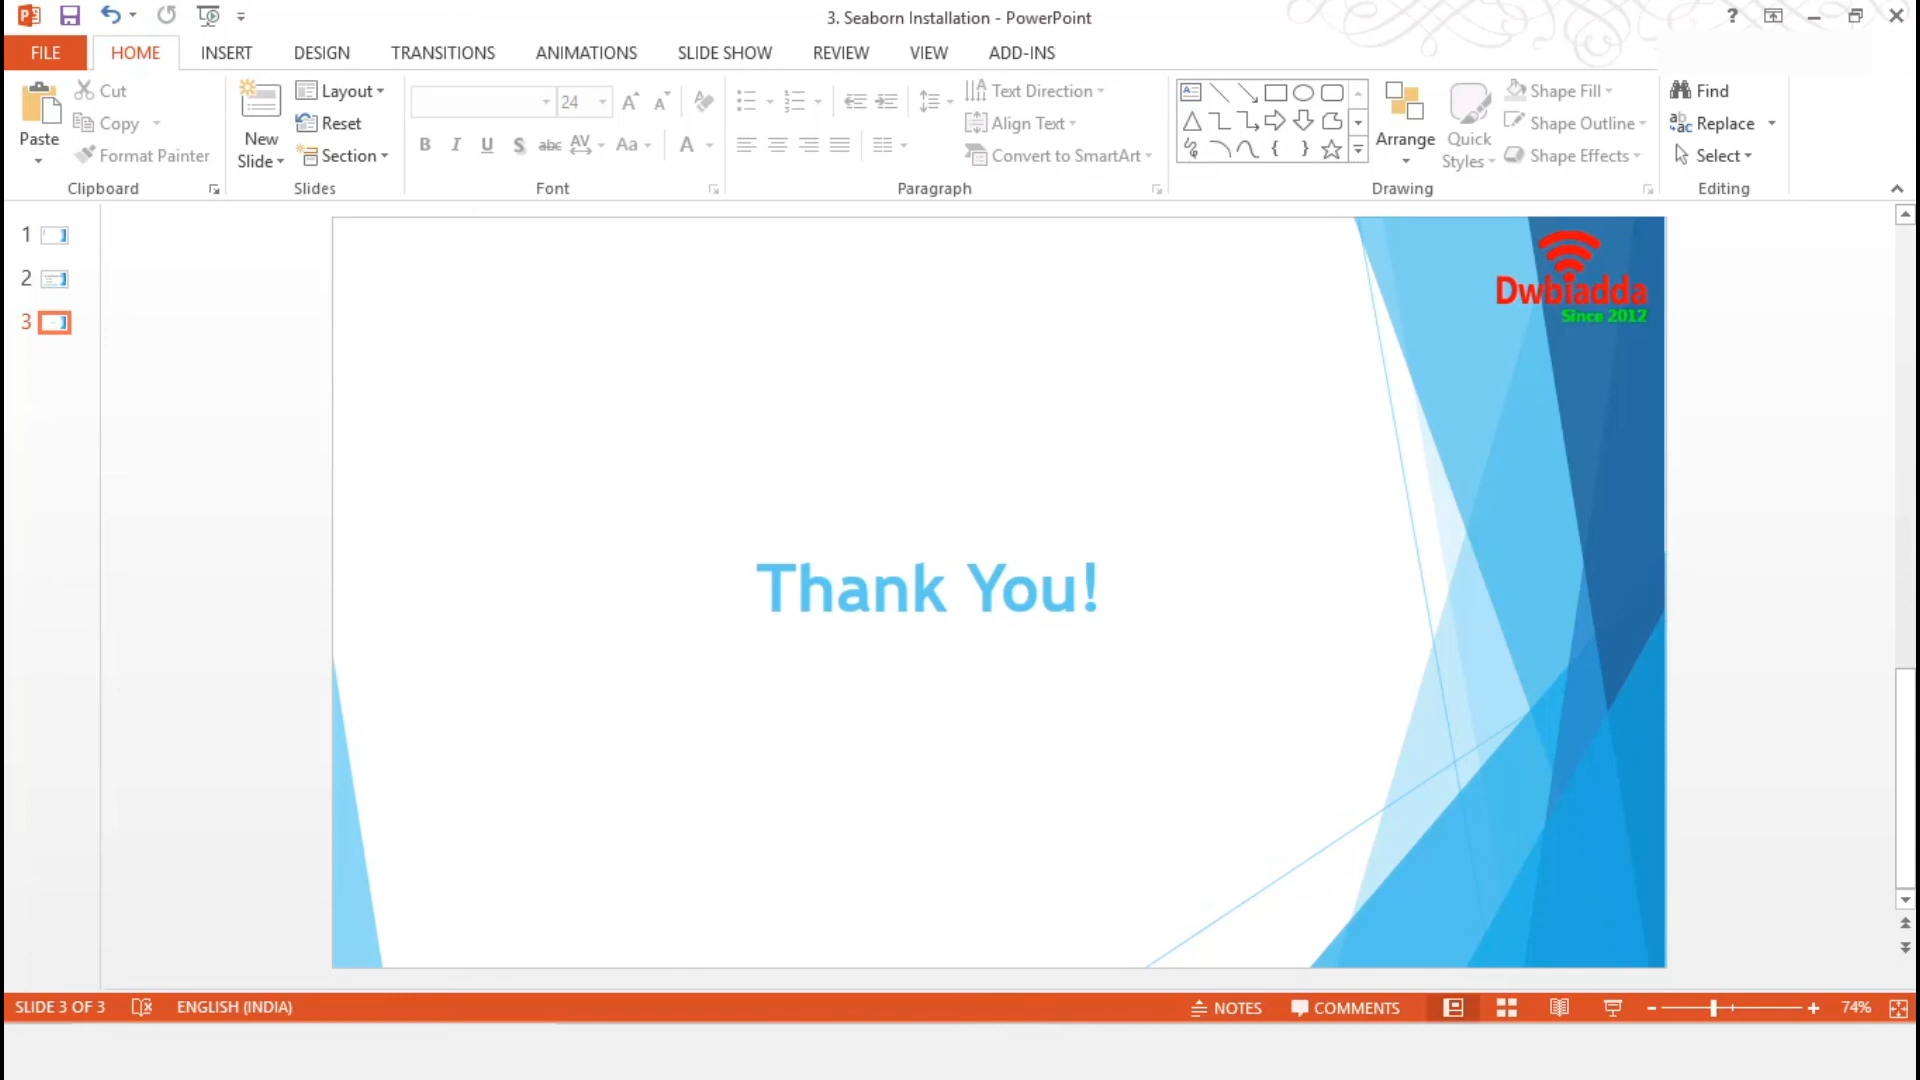 3. Seaborn Installation - PowerPoint
?
FILE
HOME
INSERT
DESIGN
TRANSITIONS
ANIMATIONS
SLIDE SHOW
REVIEW
VIEW
ADD-INS
Paste
Cut
Copy
Format Painter
Clipboard
New
Slide
Layout
Reset
Section
Slides
24
B I U S abc AV Aa A
Font
Text Direction
Align Text
Convert to SmartArt
Paragraph
Arrange
Quick
Styles
Shape Fill
Shape Outline
Shape Effects
Drawing
Find
Replace
Select
Editing
1
2
3
Dwbiadda
Since 2012
Thank You!
SLIDE 3 OF 3
ENGLISH (INDIA)
NOTES
COMMENTS
74%